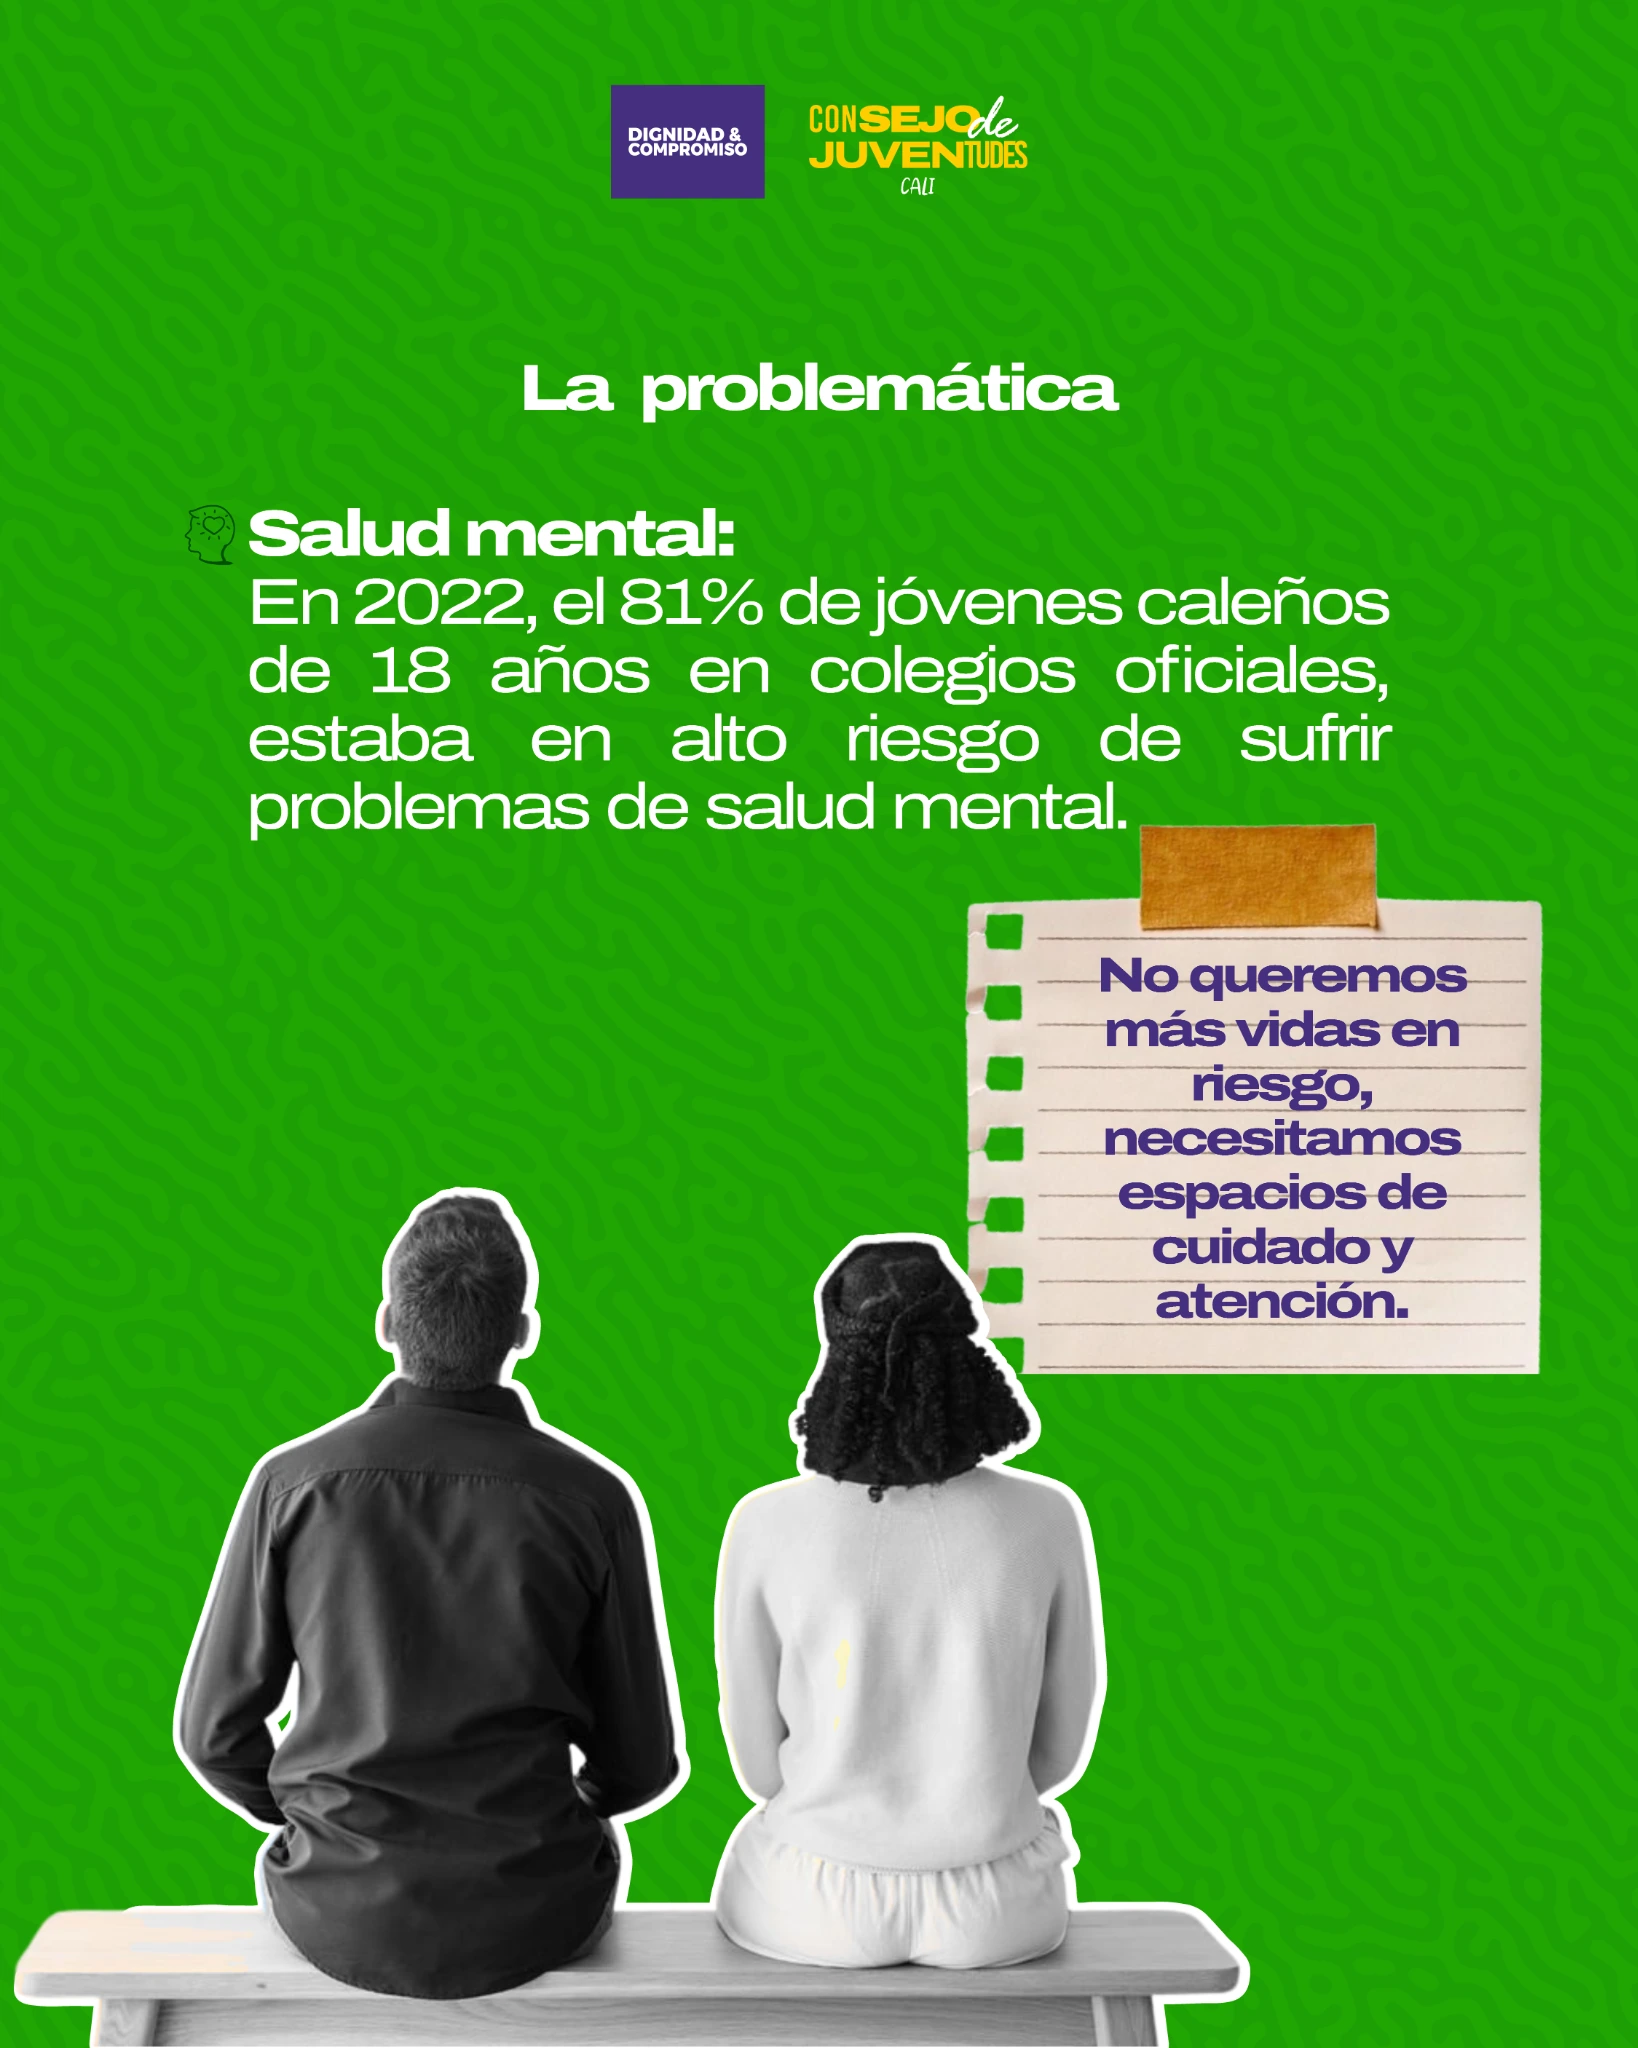 DIGNIDAD &
COMPROMISO
CONSEJO de
JUVENTUDES
CALI
La problemática
Salud mental:
En 2022, el 81% de jóvenes caleños
de 18 años en colegios oficiales,
estaba en alto riesgo de sufrir
problemas de salud mental.
No queremos
más vidas en
riesgo,
necesitamos
espacios de
cuidado y
atención.